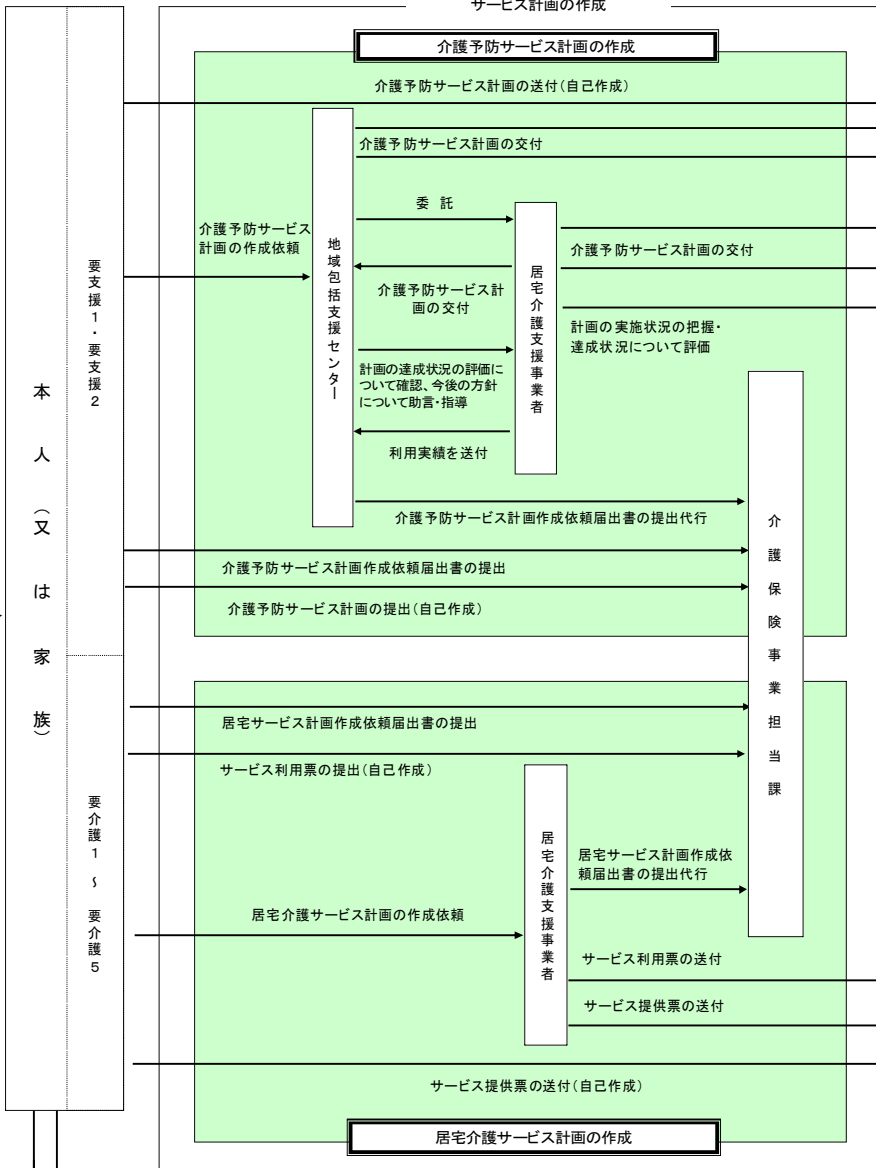 サービス計画の作成
介護予防サービス計画の作成
介護予防サービス計画の送付(自己作成)
介護予防サービス計画の交付
委 託
介護予防サービス
計画の作成依頼
地域包括支援センター
居宅介護支援事業者
介護予防サービス計画の交付
介護予防サービス計
画の交付
計画の実施状況の把握・
達成状況について評価
計画の達成状況の評価に
ついて確認、今後の方針
について助言・指導
利用実績を送付
介護予防サービス計画作成依頼届出書の提出代行
介護予防サービス計画作成依頼届出書の提出
介護予防サービス計画の提出(自己作成)
本人(又は家族)
要支援1・要支援2
要介護1 ~ 要介護5
介護保険事業担当課
居宅サービス計画作成依頼届出書の提出
サービス利用票の提出(自己作成)
居宅介護支援事業者
居宅サービス計画作成依
頼届出書の提出代行
居宅介護サービス計画の作成依頼
サービス利用票の送付
サービス提供票の送付
サービス提供票の送付(自己作成)
居宅介護サービス計画の作成